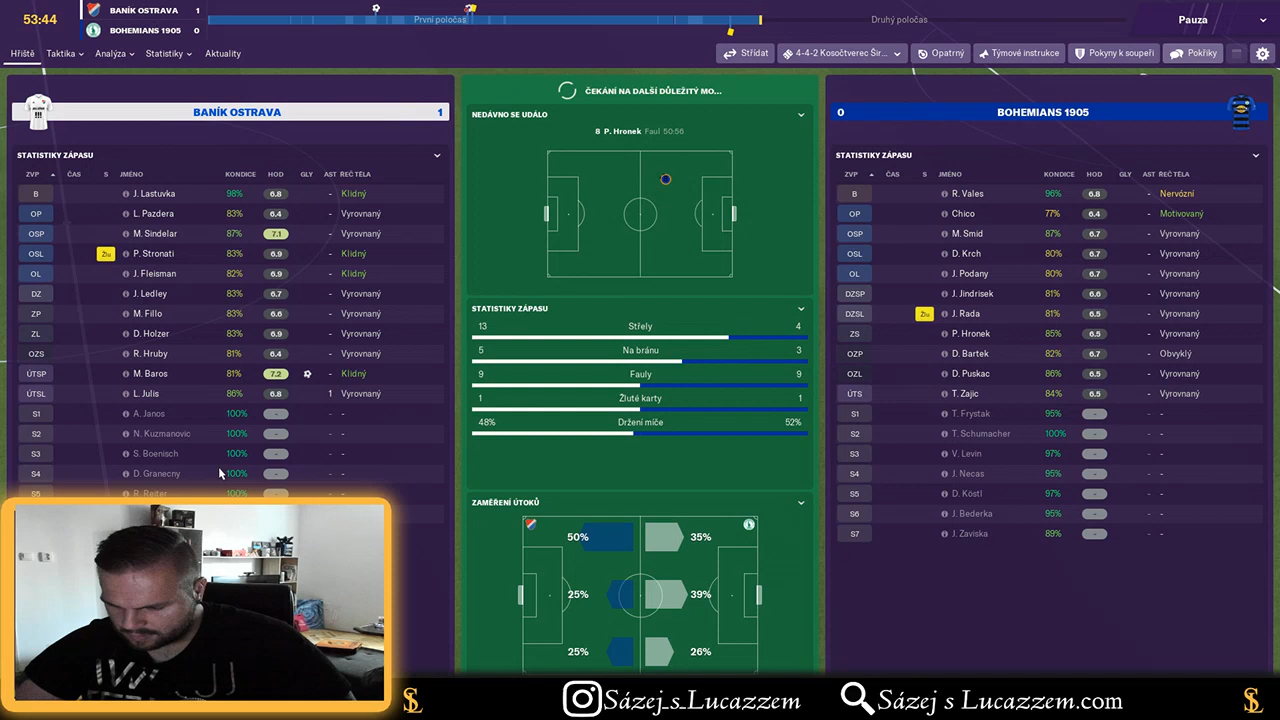 53:44
BANÍK OSTRAVA 1
BOHEMIANS 1905 0
První poločas
Druhý poločas
Pauza
Hřiště Taktika Analýza Statistiky Aktuality
Střídat 4-4-2 Kosočtverec Šir... Opatrný Týmové instrukce Pokyny k soupeři Pokřiky
BANÍK OSTRAVA 1
STATISTIKY ZÁPASU
ZVP ČAS S JMÉNO KONDICE HOD GLY AST ŘEČ TĚLA
B J. Lastuvka 98% 6.8 - Klidný
OP L. Pazdera 83% 6.4 - Vyrovnaný
OSP M. Sindelar 87% 7.1 - Vyrovnaný
OSL Žlu P. Stronati 83% 6.9 - Klidný
OL J. Fleisman 82% 6.9 - Klidný
DZ J. Ledley 83% 6.7 - Vyrovnaný
ZP M. Fillo 83% 6.6 - Vyrovnaný
ZL D. Holzer 83% 6.9 - Vyrovnaný
OZS R. Hruby 81% 6.4 - Vyrovnaný
ÚTSP M. Baros 81% 7.2 - Klidný
ÚTSL L. Julis 86% 6.8 1 Vyrovnaný
S1 A. Janos 100% - - -
S2 N. Kuzmanovic 100% - - -
S3 S. Boenisch 100% - - -
S4 D. Granecny 100% - - -
S5 R. Reiter 100% - - -
ČEKÁNÍ NA DALŠÍ DŮLEŽITÝ MO...
NEDÁVNO SE UDÁLO
8 P. Hronek Faul 50:56
STATISTIKY ZÁPASU
13 Střely 4
5 Na bránu 3
9 Fauly 9
1 Žluté karty 1
48% Držení míče 52%
ZAMĚŘENÍ ÚTOKŮ
50% 35%
25% 39%
25% 26%
0 BOHEMIANS 1905
STATISTIKY ZÁPASU
ZVP ČAS S JMÉNO KONDICE HOD GLY AST ŘEČ TĚLA
B R. Vales 96% 6.8 - Nervózní
OP Chico 77% 6.4 - Motivovaný
OSP M. Smid 87% 6.7 - Vyrovnaný
OSL D. Krch 80% 6.7 - Vyrovnaný
OL J. Podany 80% 6.7 - Vyrovnaný
DZSP J. Jindrisek 81% 6.6 - Vyrovnaný
DZSL Žlu J. Rada 81% 6.5 - Vyrovnaný
ZS P. Hronek 85% 6.5 - Vyrovnaný
OZP D. Bartek 82% 6.7 - Obvyklý
OZL D. Puskac 86% 6.5 - Vyrovnaný
ÚTS T. Zajic 84% 6.5 - Vyrovnaný
S1 T. Frystak 95% - - -
S2 T. Schumacher 100% - - -
S3 V. Levin 97% - - -
S4 J. Necas 95% - - -
S5 D. Köstl 97% - - -
S6 J. Bederka 95% - - -
S7 J. Zaviska 89% - - -
Sázej_s_Lucazzem
Sázej s Lucazzem.com